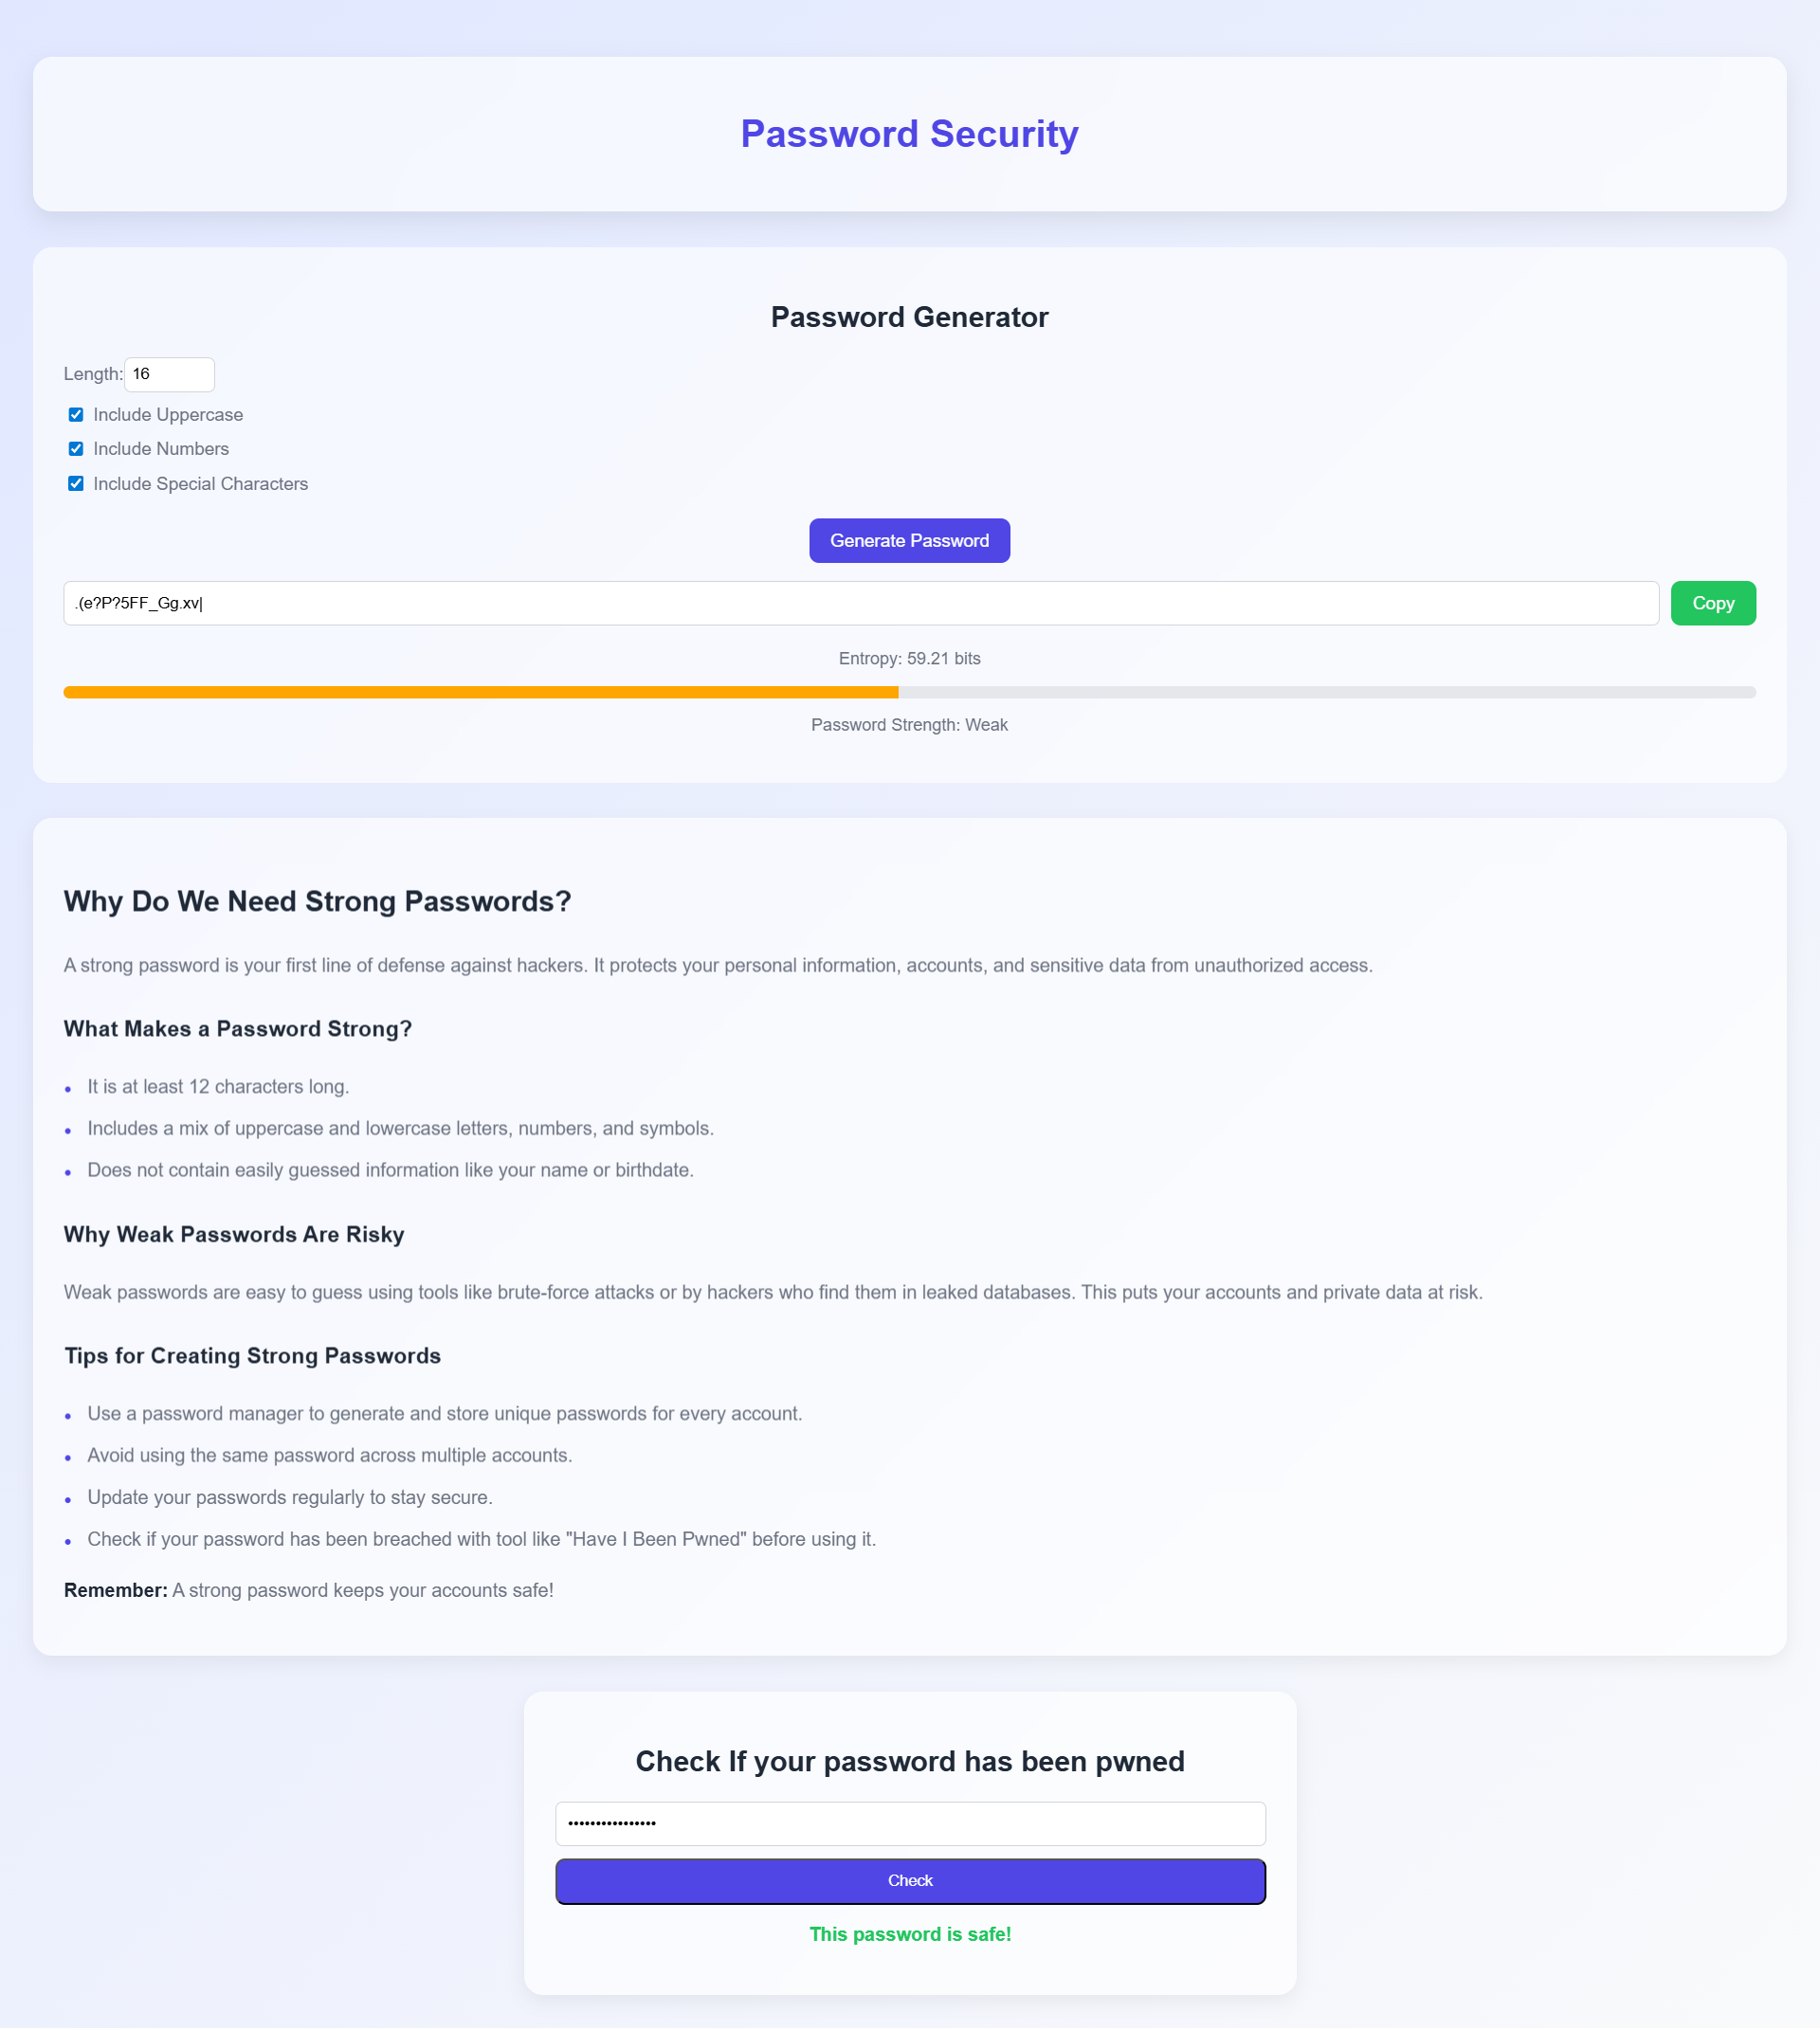 Password Security
Password Generator
Length: 16
Include Uppercase
Include Numbers
Include Special Characters
Generate Password
.(e?P?5FF_Gg.xv|
Copy
Entropy: 59.21 bits
Password Strength: Weak
Why Do We Need Strong Passwords?
A strong password is your first line of defense against hackers. It protects your personal information, accounts, and sensitive data from unauthorized access.
What Makes a Password Strong?
• It is at least 12 characters long.
• Includes a mix of uppercase and lowercase letters, numbers, and symbols.
• Does not contain easily guessed information like your name or birthdate.
Why Weak Passwords Are Risky
Weak passwords are easy to guess using tools like brute-force attacks or by hackers who find them in leaked databases. This puts your accounts and private data at risk.
Tips for Creating Strong Passwords
• Use a password manager to generate and store unique passwords for every account.
• Avoid using the same password across multiple accounts.
• Update your passwords regularly to stay secure.
• Check if your password has been breached with tool like "Have I Been Pwned" before using it.
Remember: A strong password keeps your accounts safe!
Check If your password has been pwned
••••••••••••••••
Check
This password is safe!